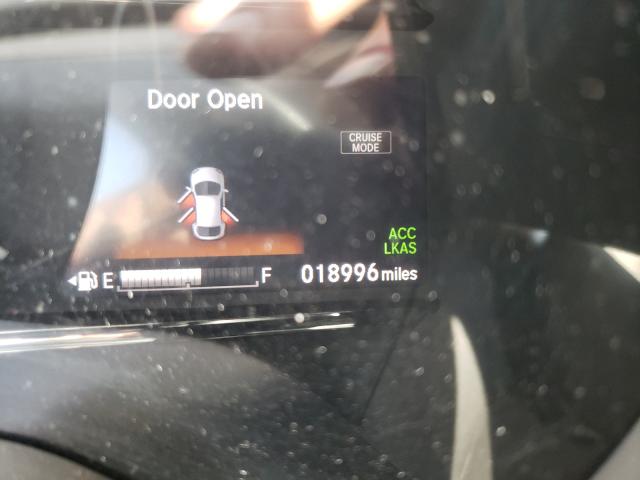 Door Open
CRUISE
MODE
ACC
LKAS
E F 018996 miles